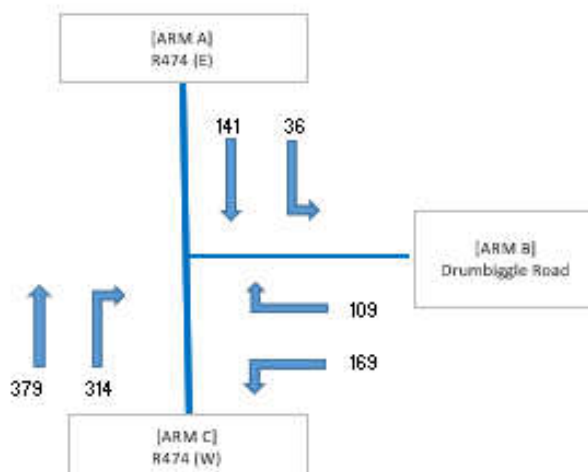 [ARM A]
R474 (E)
141 36
[ARM B]
Drumbiggle Road
109
169
379 314
[ARM C]
R474 (W)